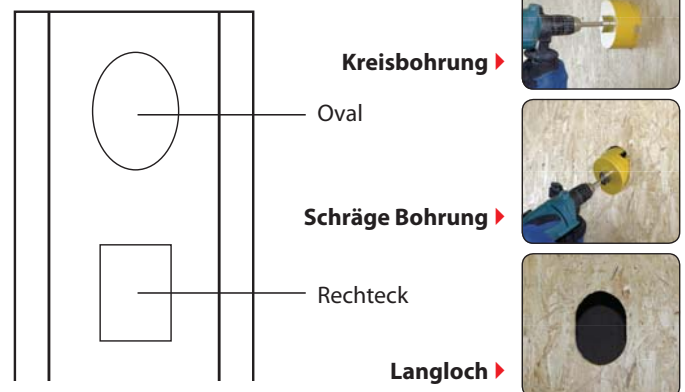 Kreisbohrung
Oval
Schräge Bohrung
Rechteck
Langloch